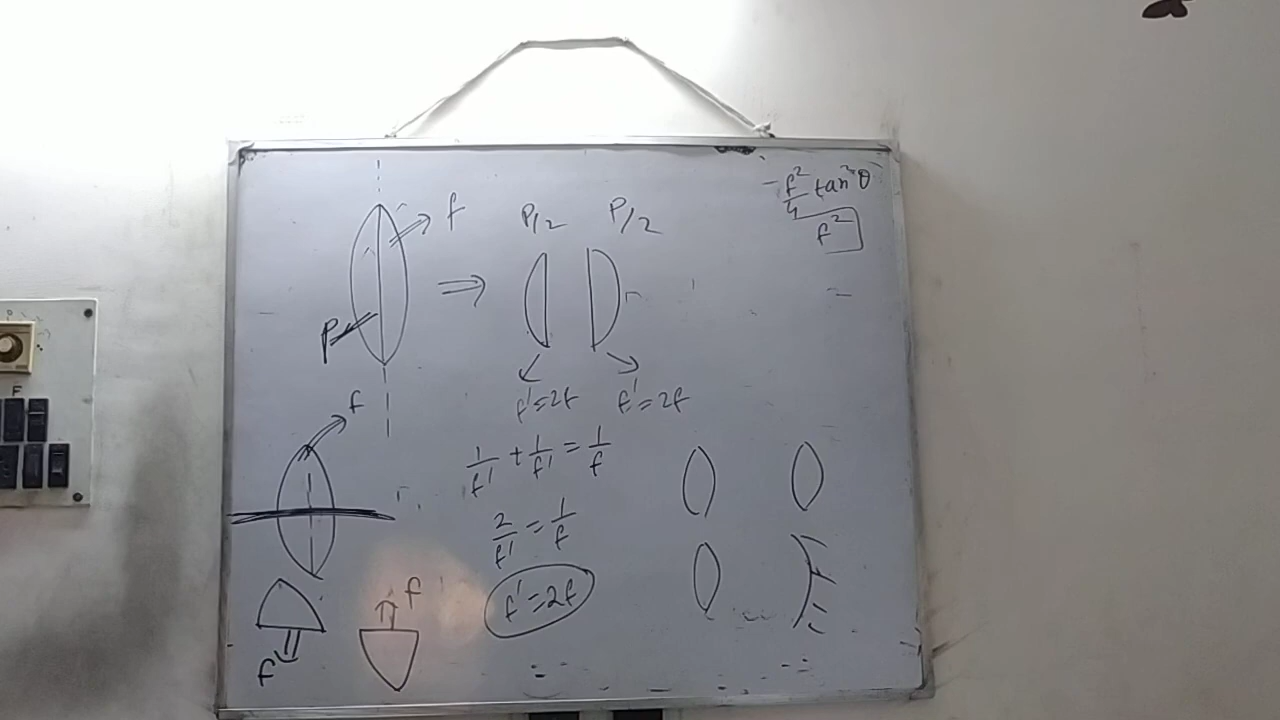 f
P/2 P/2
P
f'=2f f'=2f
1/f' + 1/f' = 1/f
2/f' = 1/f
f'=2f
f
f
f
- f²/4 tan²θ
f²
F